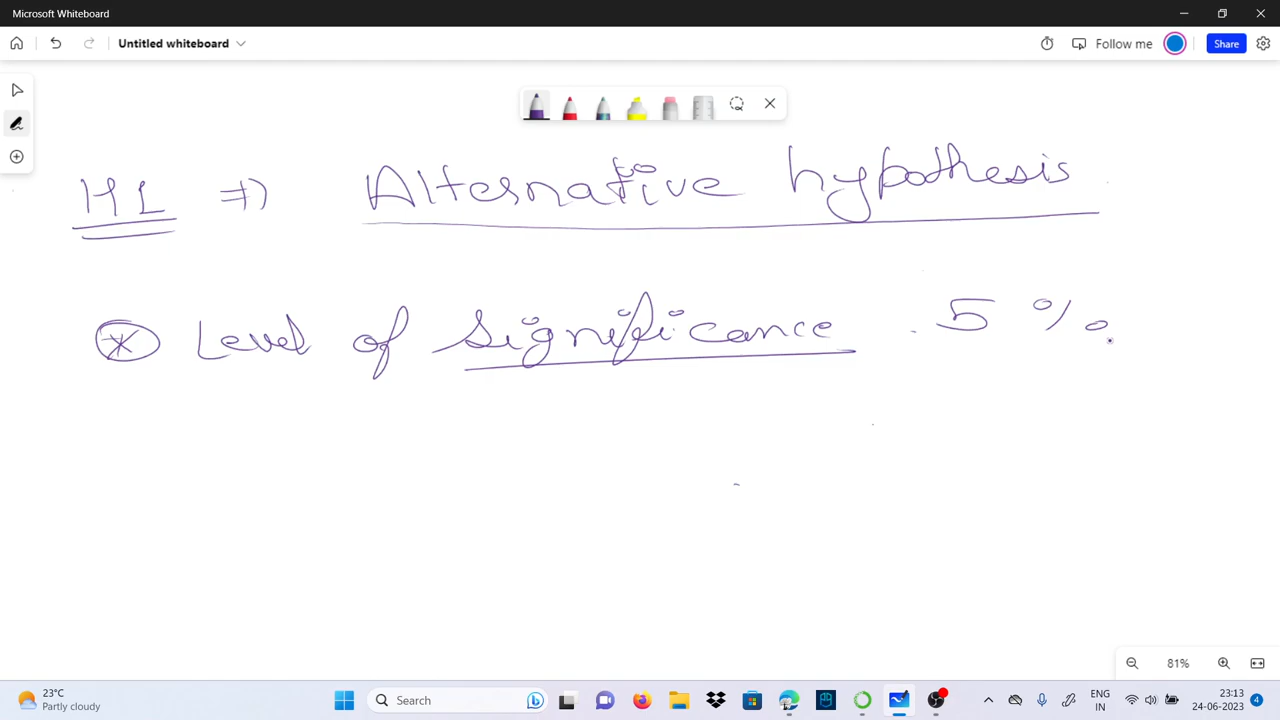 Microsoft Whiteboard
Untitled whiteboard
Follow me
Share
H1 ⇒ Alternative hypothesis
* Level of significance 5 %
81%
23°C
Partly cloudy
Search
ENG
IN
23:13
24-06-2023
4